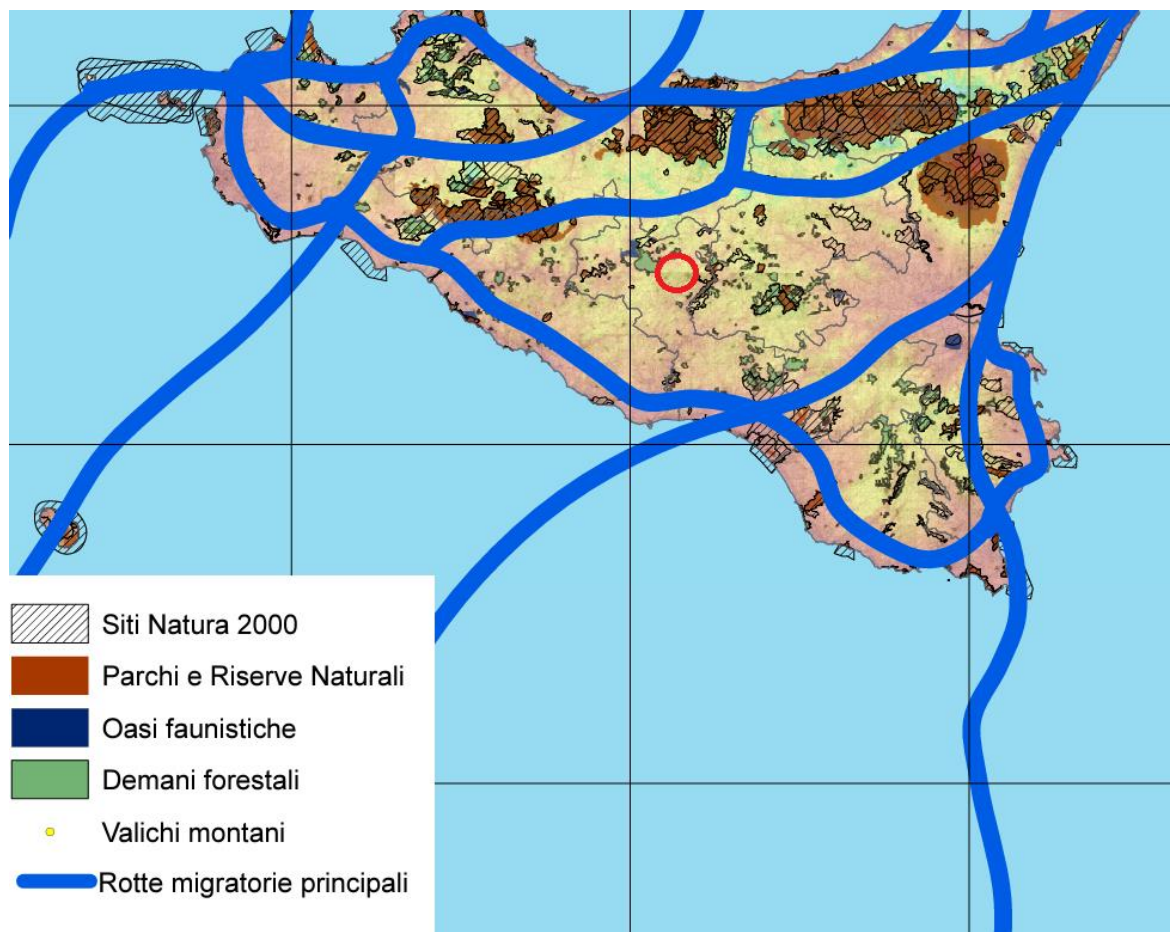 Siti Natura 2000
Parchi e Riserve Naturali
Oasi faunistiche
Demani forestali
Valichi montani
Rotte migratorie principali